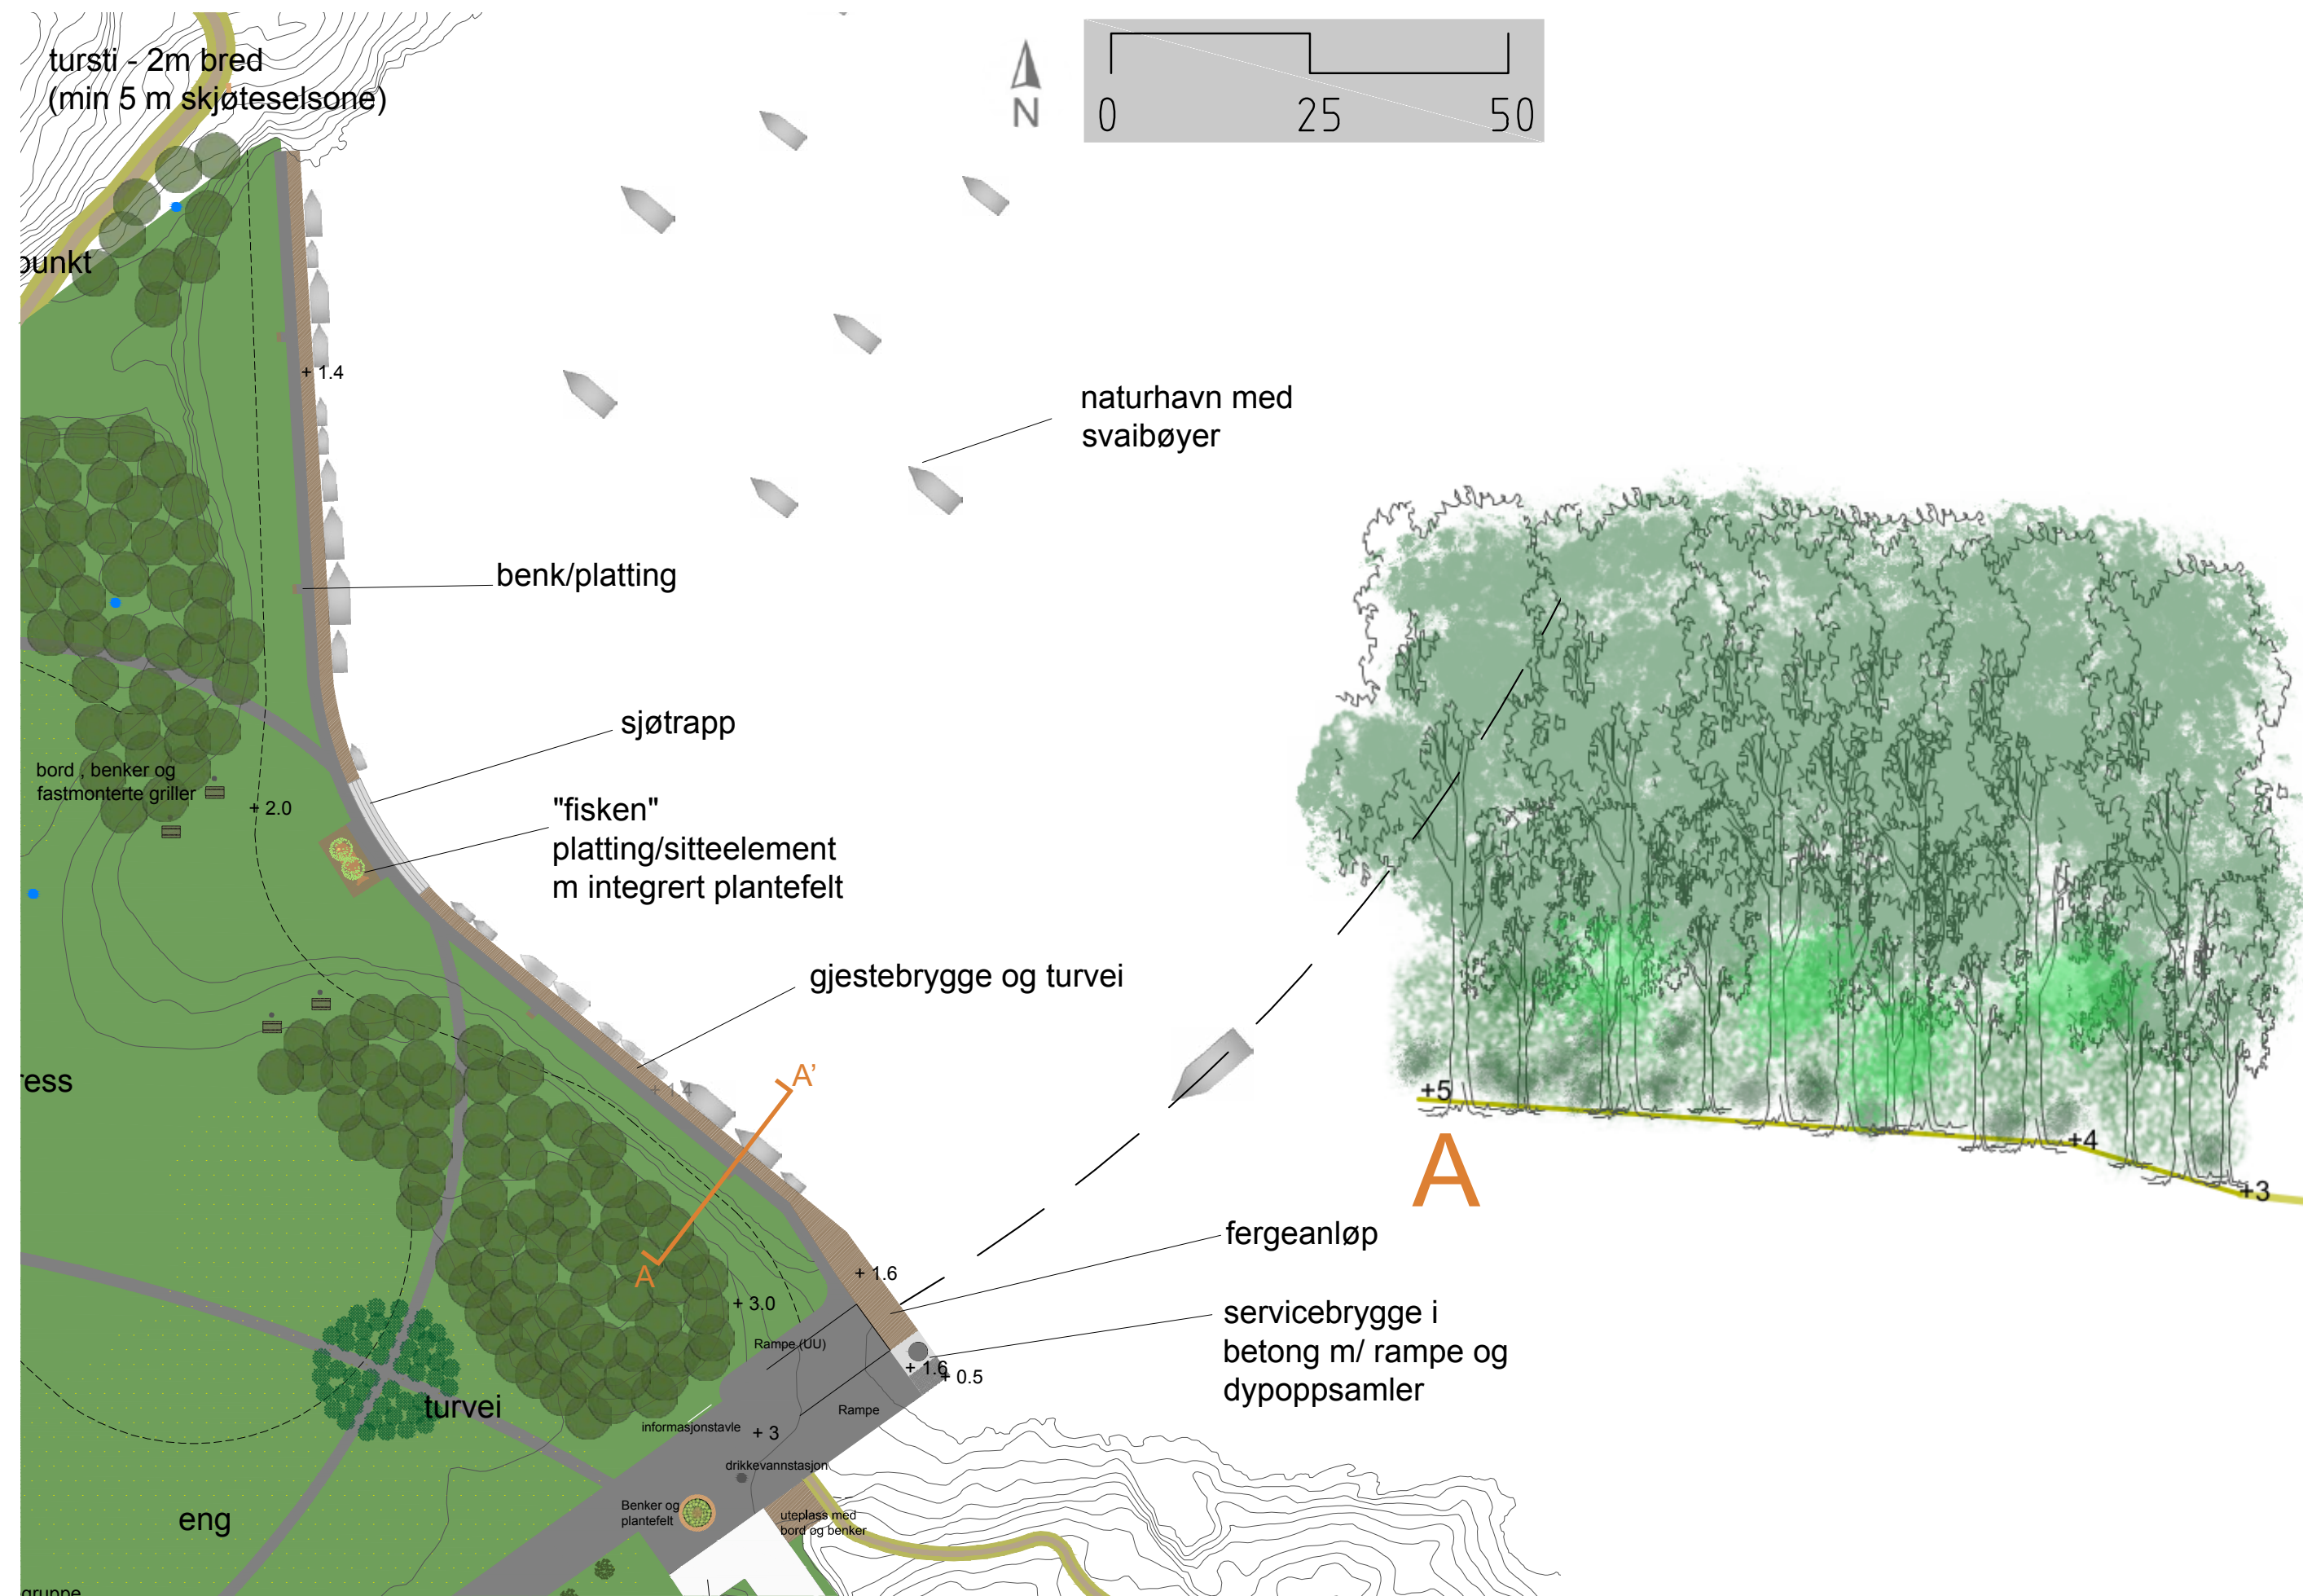 tursti - 2m bred
(min 5 m skjøteselsone)
N
0 25 50
punkt
+ 1.4
naturhavn med
svaibøyer
benk/platting
sjøtrapp
bord , benker og
fastmonterte griller
+ 2.0
"fisken"
platting/sitteelement
m integrert plantefelt
gjestebrygge og turvei
ress
+ 1.4
A'
A
+5
+4
+3
A
fergeanløp
+ 1.6
+ 3.0
Rampe (UU)
servicebrygge i
betong m/ rampe og
dypoppsamler
+ 1.6
+ 0.5
turvei
Rampe
informasjonstavle
+ 3
drikkevannstasjon
Benker og
plantefelt
uteplass med
bord og benker
eng
gruppe